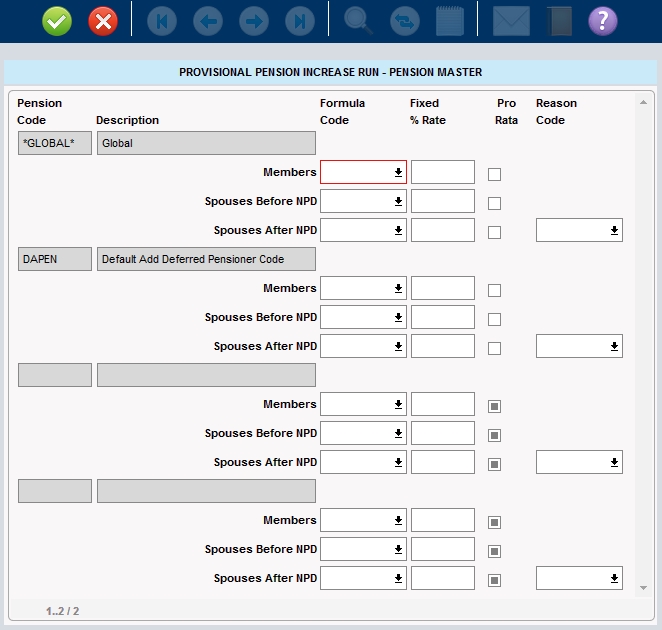 ?
PROVISIONAL PENSION INCREASE RUN - PENSION MASTER
Pension Formula Fixed Pro Reason
Code Description Code % Rate Rata Code
*GLOBAL* Global
Members
Spouses Before NPD
Spouses After NPD
DAPEN Default Add Deferred Pensioner Code
Members
Spouses Before NPD
Spouses After NPD
Members
Spouses Before NPD
Spouses After NPD
Members
Spouses Before NPD
Spouses After NPD
1..2 / 2